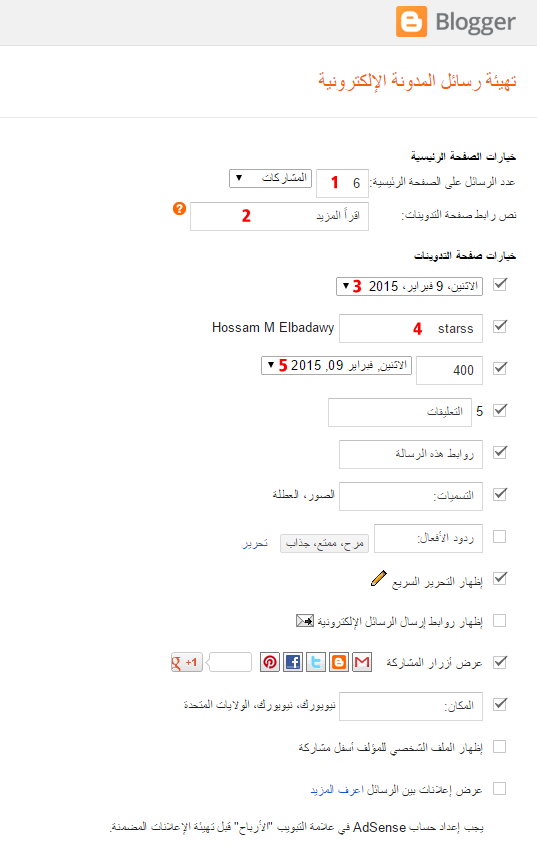 Blogger
تهيئة رسائل المدونة الإلكترونية
خيارات الصفحة الرئيسية
عدد الرسائل على الصفحة الرئيسية: 6 1 المشاركات
نص رابط صفحة التدوينات: اقرأ المزيد 2 ?
خيارات صفحة التدوينات
الاثنين، 9 فبراير، 2015 3
starss 4 Hossam M Elbadawy
400 الاثنين, فبراير 09, 2015 5
5 التعليقات
روابط هذه الرسالة
التسميات: الصور، العطلة
ردود الأفعال: مرح، ممتع، جذاب تحرير
إظهار التحرير السريع
إظهار روابط إرسال الرسائل الإلكترونية
عرض أزرار المشاركة +1
المكان: نيويورك، نيويورك، الولايات المتحدة
إظهار الملف الشخصي للمؤلف أسفل مشاركة
عرض إعلانات بين الرسائل اعرف المزيد
يجب إعداد حساب AdSense في علامة التبويب "الأرباح" قبل تهيئة الإعلانات المضمنة.